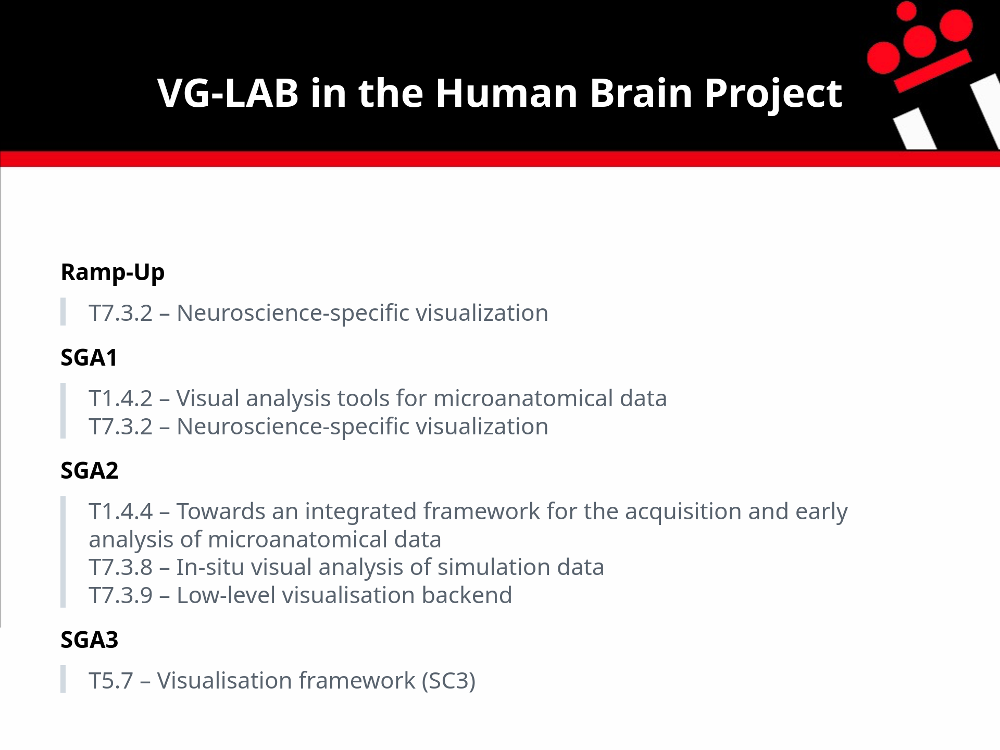 VG-LAB in the Human Brain Project
Ramp-Up
T7.3.2 – Neuroscience-specific visualization
SGA1
T1.4.2 – Visual analysis tools for microanatomical data
T7.3.2 – Neuroscience-specific visualization
SGA2
T1.4.4 – Towards an integrated framework for the acquisition and early
analysis of microanatomical data
T7.3.8 – In-situ visual analysis of simulation data
T7.3.9 – Low-level visualisation backend
SGA3
T5.7 – Visualisation framework (SC3)